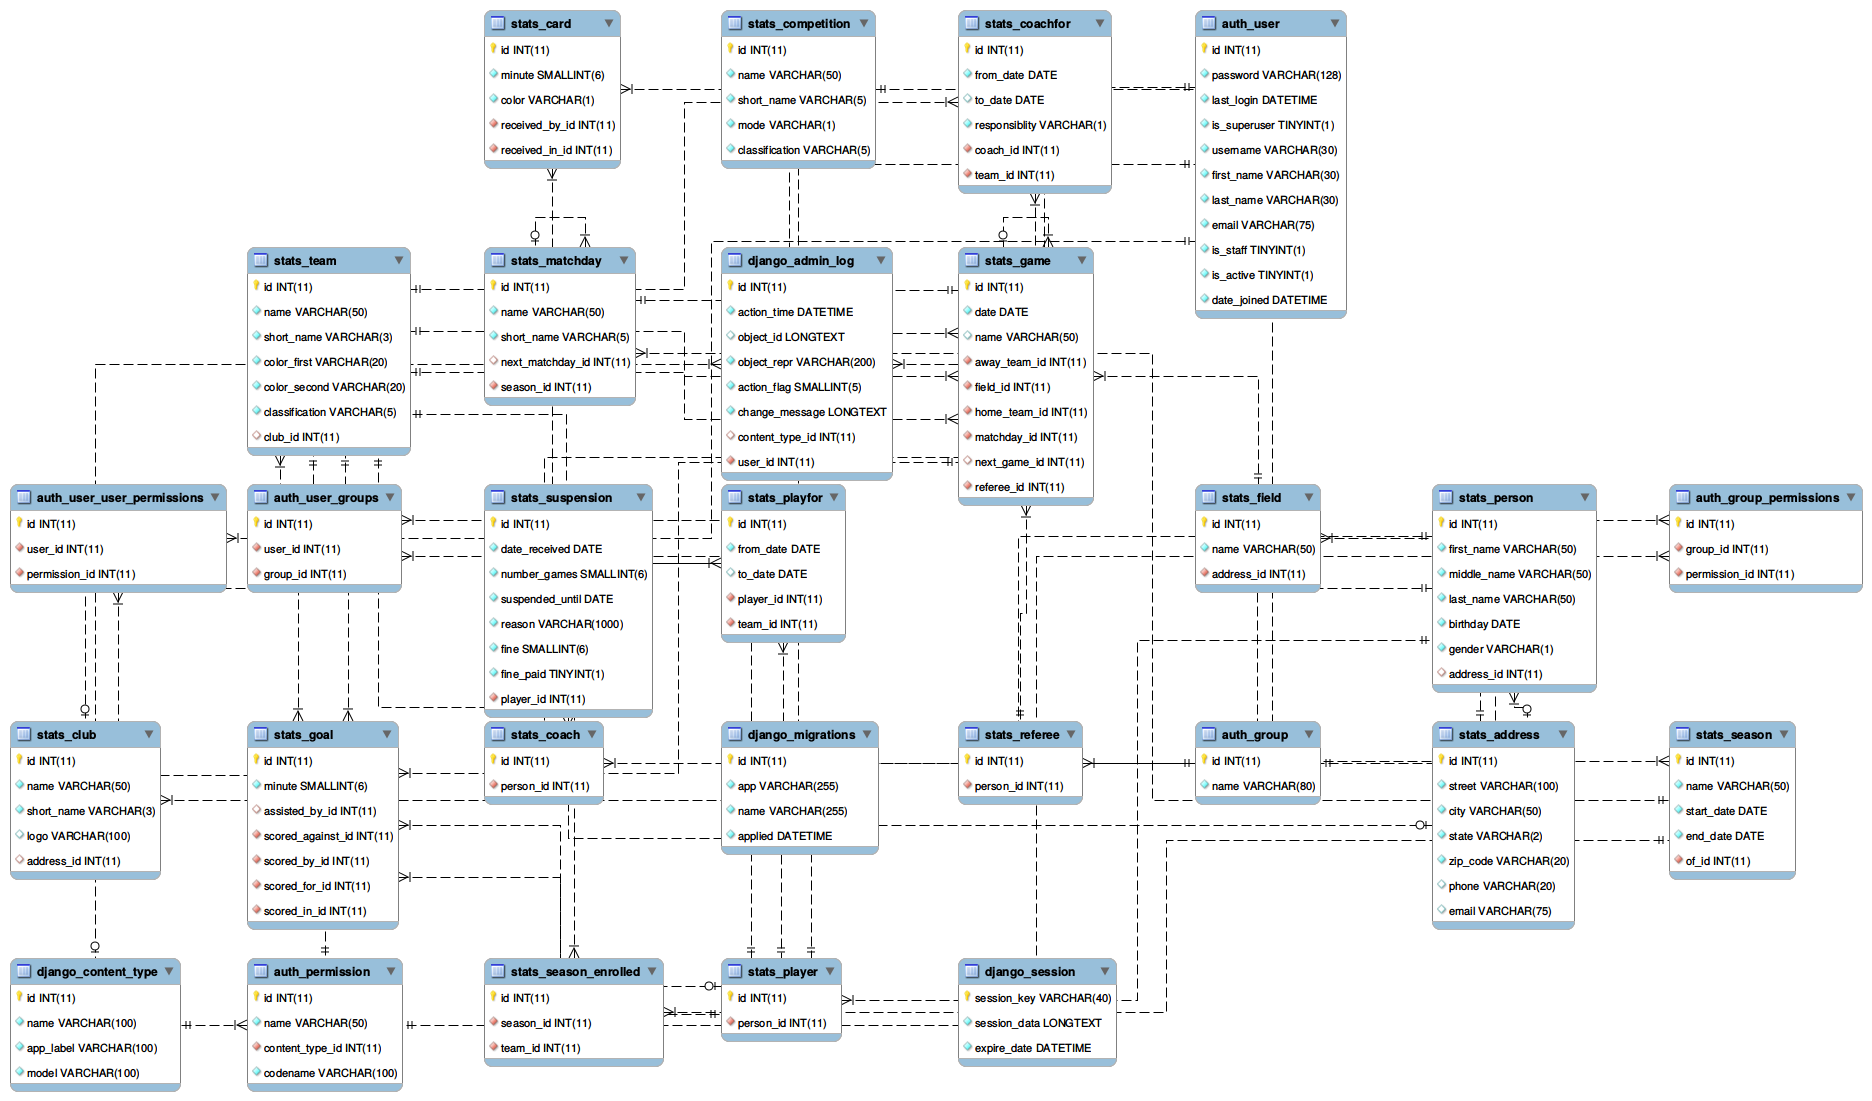 stats_card
id INT(11)
minute SMALLINT(6)
color VARCHAR(1)
received_by_id INT(11)
received_in_id INT(11)
stats_competition
id INT(11)
name VARCHAR(50)
short_name VARCHAR(5)
mode VARCHAR(1)
classification VARCHAR(5)
stats_coachfor
id INT(11)
from_date DATE
to_date DATE
responsiblity VARCHAR(1)
coach_id INT(11)
team_id INT(11)
auth_user
id INT(11)
password VARCHAR(128)
last_login DATETIME
is_superuser TINYINT(1)
username VARCHAR(30)
first_name VARCHAR(30)
last_name VARCHAR(30)
email VARCHAR(75)
is_staff TINYINT(1)
is_active TINYINT(1)
date_joined DATETIME
stats_team
id INT(11)
name VARCHAR(50)
short_name VARCHAR(3)
color_first VARCHAR(20)
color_second VARCHAR(20)
classification VARCHAR(5)
club_id INT(11)
stats_matchday
id INT(11)
name VARCHAR(50)
short_name VARCHAR(5)
next_matchday_id INT(11)
season_id INT(11)
django_admin_log
id INT(11)
action_time DATETIME
object_id LONGTEXT
object_repr VARCHAR(200)
action_flag SMALLINT(5)
change_message LONGTEXT
content_type_id INT(11)
user_id INT(11)
stats_game
id INT(11)
date DATE
name VARCHAR(50)
away_team_id INT(11)
field_id INT(11)
home_team_id INT(11)
matchday_id INT(11)
next_game_id INT(11)
referee_id INT(11)
auth_user_user_permissions
id INT(11)
user_id INT(11)
permission_id INT(11)
auth_user_groups
id INT(11)
user_id INT(11)
group_id INT(11)
stats_suspension
id INT(11)
date_received DATE
number_games SMALLINT(6)
suspended_until DATE
reason VARCHAR(1000)
fine SMALLINT(6)
fine_paid TINYINT(1)
player_id INT(11)
stats_playfor
id INT(11)
from_date DATE
to_date DATE
player_id INT(11)
team_id INT(11)
stats_field
id INT(11)
name VARCHAR(50)
address_id INT(11)
stats_person
id INT(11)
first_name VARCHAR(50)
middle_name VARCHAR(50)
last_name VARCHAR(50)
birthday DATE
gender VARCHAR(1)
address_id INT(11)
auth_group_permissions
id INT(11)
group_id INT(11)
permission_id INT(11)
stats_club
id INT(11)
name VARCHAR(50)
short_name VARCHAR(3)
logo VARCHAR(100)
address_id INT(11)
stats_goal
id INT(11)
minute SMALLINT(6)
assisted_by_id INT(11)
scored_against_id INT(11)
scored_by_id INT(11)
scored_for_id INT(11)
scored_in_id INT(11)
stats_coach
id INT(11)
person_id INT(11)
django_migrations
id INT(11)
app VARCHAR(255)
name VARCHAR(255)
applied DATETIME
stats_referee
id INT(11)
person_id INT(11)
auth_group
id INT(11)
name VARCHAR(80)
stats_address
id INT(11)
street VARCHAR(100)
city VARCHAR(50)
state VARCHAR(2)
zip_code VARCHAR(20)
phone VARCHAR(20)
email VARCHAR(75)
stats_season
id INT(11)
name VARCHAR(50)
start_date DATE
end_date DATE
of_id INT(11)
django_content_type
id INT(11)
name VARCHAR(100)
app_label VARCHAR(100)
model VARCHAR(100)
auth_permission
id INT(11)
name VARCHAR(50)
content_type_id INT(11)
codename VARCHAR(100)
stats_season_enrolled
id INT(11)
season_id INT(11)
team_id INT(11)
stats_player
id INT(11)
person_id INT(11)
django_session
session_key VARCHAR(40)
session_data LONGTEXT
expire_date DATETIME